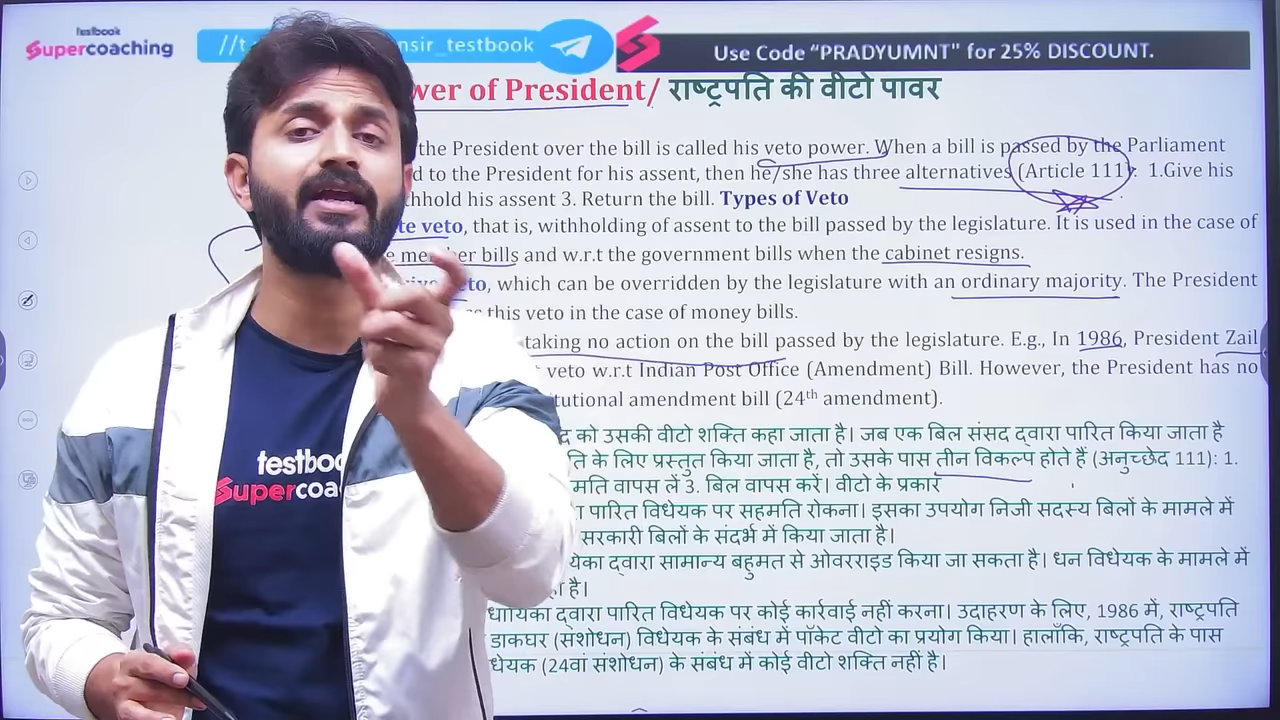 testbook
Supercoaching
//t
nsir_testbook
Use Code “PRADYUMNT" for 25% DISCOUNT.
wer of President/ राष्ट्रपति की वीटो पावर
the President over the bill is called his veto power. When a bill is passed by the Parliament
d to the President for his assent, then he/she has three alternatives (Article 111): 1.Give his
hhold his assent 3. Return the bill. Types of Veto
te veto, that is, withholding of assent to the bill passed by the legislature. It is used in the case of
e member bills and w.r.t the government bills when the cabinet resigns.
to, which can be overridden by the legislature with an ordinary majority. The President
this veto in the case of money bills.
taking no action on the bill passed by the legislature. E.g., In 1986, President Zail
veto w.r.t Indian Post Office (Amendment) Bill. However, the President has no
tutional amendment bill (24th amendment).
द को उसकी वीटो शक्ति कहा जाता है। जब एक बिल संसद द्वारा पारित किया जाता है
ति के लिए प्रस्तुत किया जाता है, तो उसके पास तीन विकल्प होते हैं (अनुच्छेद 111): 1.
मति वापस लें 3. बिल वापस करें। वीटो के प्रकार
पारित विधेयक पर सहमति रोकना। इसका उपयोग निजी सदस्य बिलों के मामले में
सरकारी बिलों के संदर्भ में किया जाता है।
येका द्वारा सामान्य बहुमत से ओवरराइड किया जा सकता है। धन विधेयक के मामले में
है।
धायिका द्वारा पारित विधेयक पर कोई कार्रवाई नहीं करना। उदाहरण के लिए, 1986 में, राष्ट्रपति
डाकघर (संशोधन) विधेयक के संबंध में पॉकेट वीटो का प्रयोग किया। हालाँकि, राष्ट्रपति के पास
धेयक (24वां संशोधन) के संबंध में कोई वीटो शक्ति नहीं है।
testboo
Supercoa